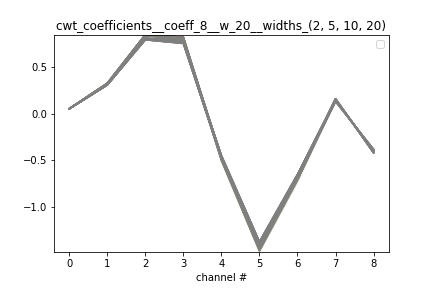 cwt_coefficients__coeff_8__w_20__widths_(2, 5, 10, 20)
0.5
0.0
−0.5
−1.0
0 1 2 3 4 5 6 7 8
channel #